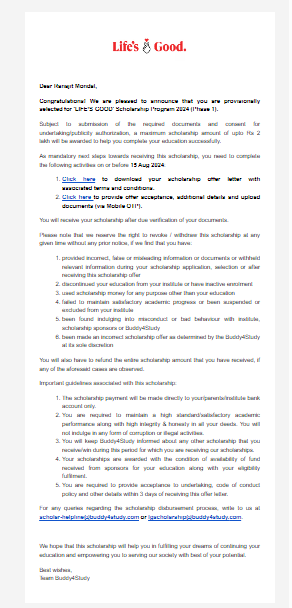 Life's Good.
Dear Ranajit Mondal,
Congratulations! We are pleased to announce that you are provisionally
selected for 'LIFE'S GOOD' Scholarship Program 2024 (Phase 1).
Subject to submission of the required documents and consent for
undertaking/publicity authorization, a maximum scholarship amount of upto Rs 2
lakh will be awarded to help you complete your education successfully.
As mandatory next steps towards receiving this scholarship, you need to complete
the following activities on or before 15 Aug 2024:
1. Click here to download your scholarship offer letter with
associated terms and conditions.
2. Click here to provide offer acceptance, additional details and upload
documents (via Mobile OTP).
You will receive your scholarship after due verification of your documents.
Please note that we reserve the right to revoke / withdraw this scholarship at any
given time without any prior notice, if we find that you have:
1. provided incorrect, false or misleading information or documents or withheld
relevant information during your scholarship application, selection or after
receiving this scholarship offer
2. discontinued your education from your institute or have inactive enrolment
3. used scholarship money for any purpose other than your education
4. failed to maintain satisfactory academic progress or been suspended or
excluded from your institute
5. been found indulging into misconduct or bad behaviour with institute,
scholarship sponsors or Buddy4Study
6. been made an incorrect scholarship offer as determined by the Buddy4Study
at its sole discretion
You will also have to refund the entire scholarship amount that you have received, if
any of the aforesaid cases are observed.
Important guidelines associated with this scholarship:
1. The scholarship payment will be made directly to your/parents/institute bank
account only.
2. You are required to maintain a high standard/satisfactory academic
performance along with high integrity & honesty in all your deeds. You will
not indulge in any form of corruption or illegal activities.
3. You will keep Buddy4Study informed about any other scholarship that you
receive/win during this period for which you are receiving our scholarships.
4. Your scholarships are awarded with the condition of availability of fund
received from sponsors for your education along with your eligibility
fulfilment.
5. You are required to provide acceptance to undertaking, code of conduct
policy and other details within 3 days of receiving this offer letter.
For any queries regarding the scholarship disbursement process, write to us at
scholar-helpline@buddy4study.com or lgscholarship@buddy4study.com.
We hope that this scholarship will help you in fulfilling your dreams of continuing your
education and empowering you to serving our society with best of your potential.
Best wishes,
Team Buddy4Study